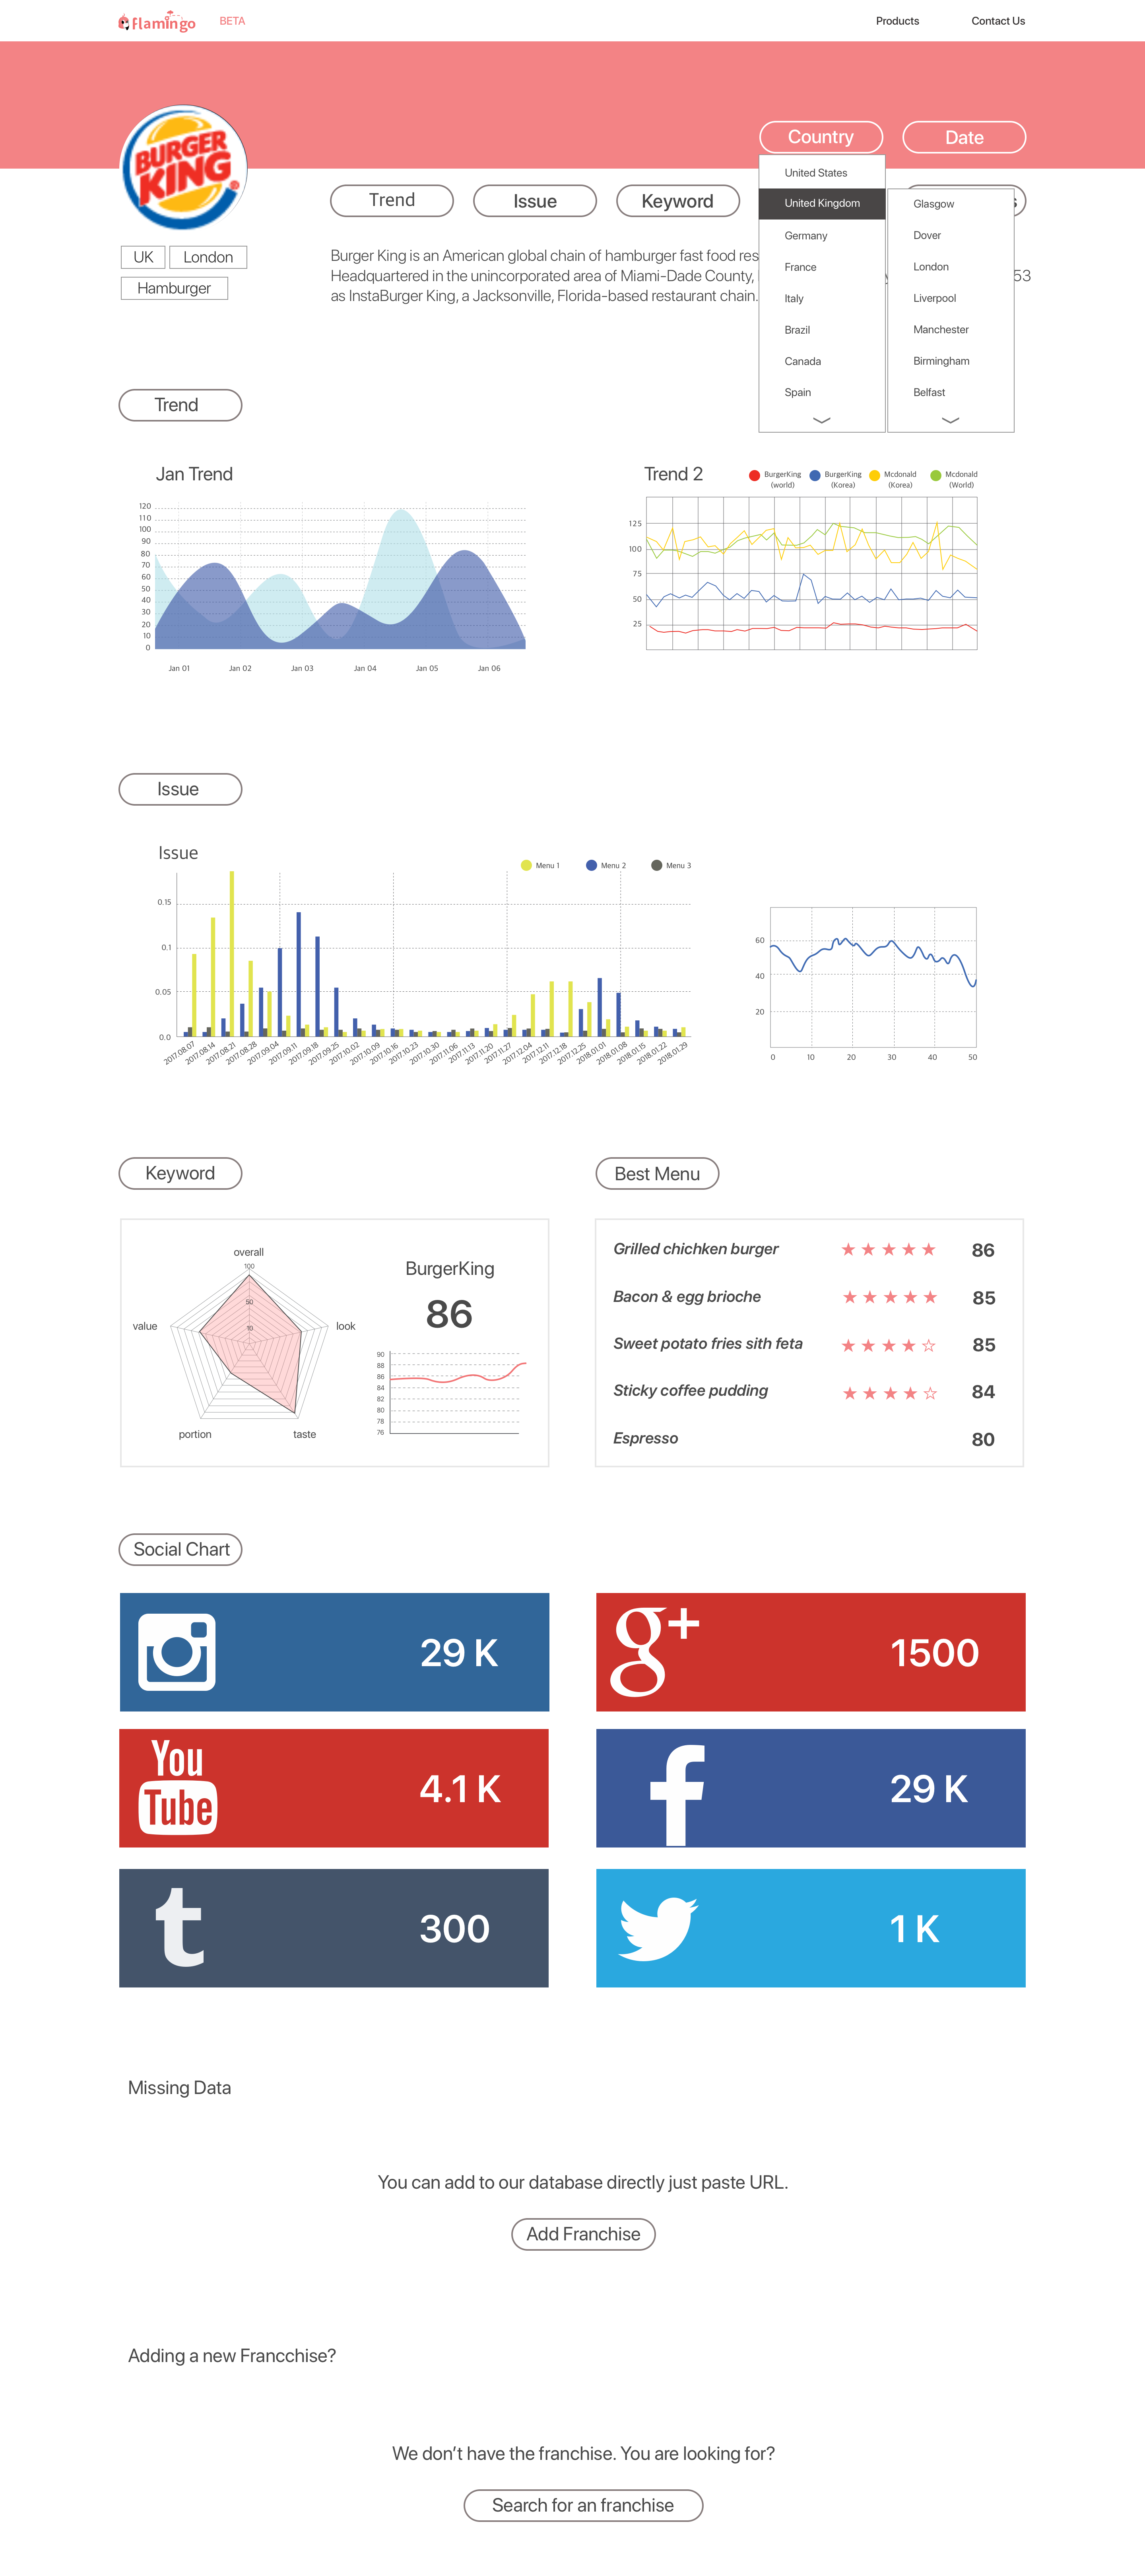 flamingo BETA Products Contact Us
BURGER
KING
®
Country Date
Trend Issue Keyword s
United States
United Kingdom
Germany
France
Italy
Brazil
Canada
Spain
Glasgow
Dover
London
Liverpool
Manchester
Birmingham
Belfast
UK London
Hamburger
Burger King is an American global chain of hamburger fast food res
Headquartered in the unincorporated area of Miami-Dade County, 53
as InstaBurger King, a Jacksonville, Florida-based restaurant chain.
Trend
Jan Trend
120
110
100
90
80
70
60
50
40
30
20
10
0
Jan 01 Jan 02 Jan 03 Jan 04 Jan 05 Jan 06
Trend 2
BurgerKing
(world)
BurgerKing
(Korea)
Mcdonald
(Korea)
Mcdonald
(World)
125
100
75
50
25
Issue
Issue
Menu 1 Menu 2 Menu 3
0.15
0.1
0.05
0.0
2017.08.07 2017.08.14 2017.08.21 2017.08.28 2017.09.04 2017.09.11 2017.09.18 2017.09.25 2017.10.02 2017.10.09 2017.10.16 2017.10.23 2017.10.30 2017.11.06 2017.11.13 2017.11.20 2017.11.27 2017.12.04 2017.12.11 2017.12.18 2017.12.25 2018.01.01 2018.01.08 2018.01.15 2018.01.22 2018.01.29
60
40
20
0 10 20 30 40 50
Keyword
overall
100
50
10
value
look
portion
taste
BurgerKing
86
90
88
86
84
82
80
78
76
Best Menu
Grilled chichken burger ★ ★ ★ ★ ★ 86
Bacon & egg brioche ★ ★ ★ ★ ★ 85
Sweet potato fries sith feta ★ ★ ★ ★ ☆ 85
Sticky coffee pudding ★ ★ ★ ★ ☆ 84
Espresso 80
Social Chart
29 K
g+ 1500
You
Tube
4.1 K
f 29 K
t 300
1 K
Missing Data
You can add to our database directly just paste URL.
Add Franchise
Adding a new Francchise?
We don't have the franchise. You are looking for?
Search for an franchise